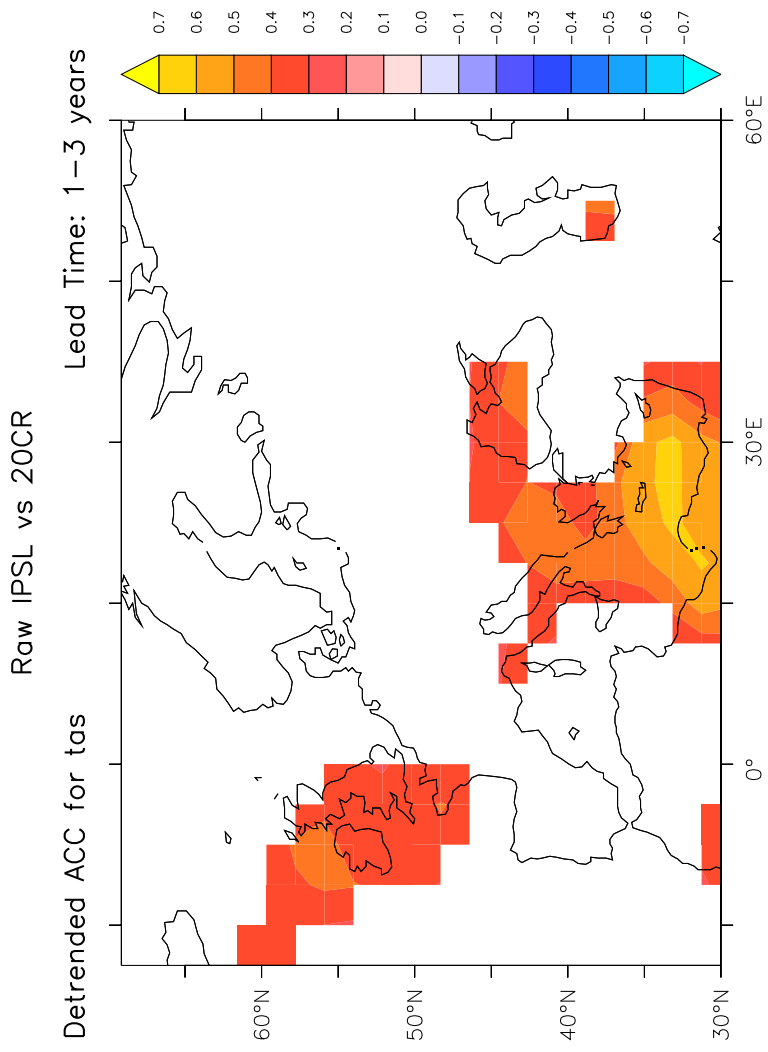 Raw IPSL vs 20CR
Detrended ACC for tas
Lead Time: 1−3 years
60°N
50°N
40°N
30°N
0°
30°E
60°E
0.7
0.6
0.5
0.4
0.3
0.2
0.1
0.0
−0.1
−0.2
−0.3
−0.4
−0.5
−0.6
−0.7